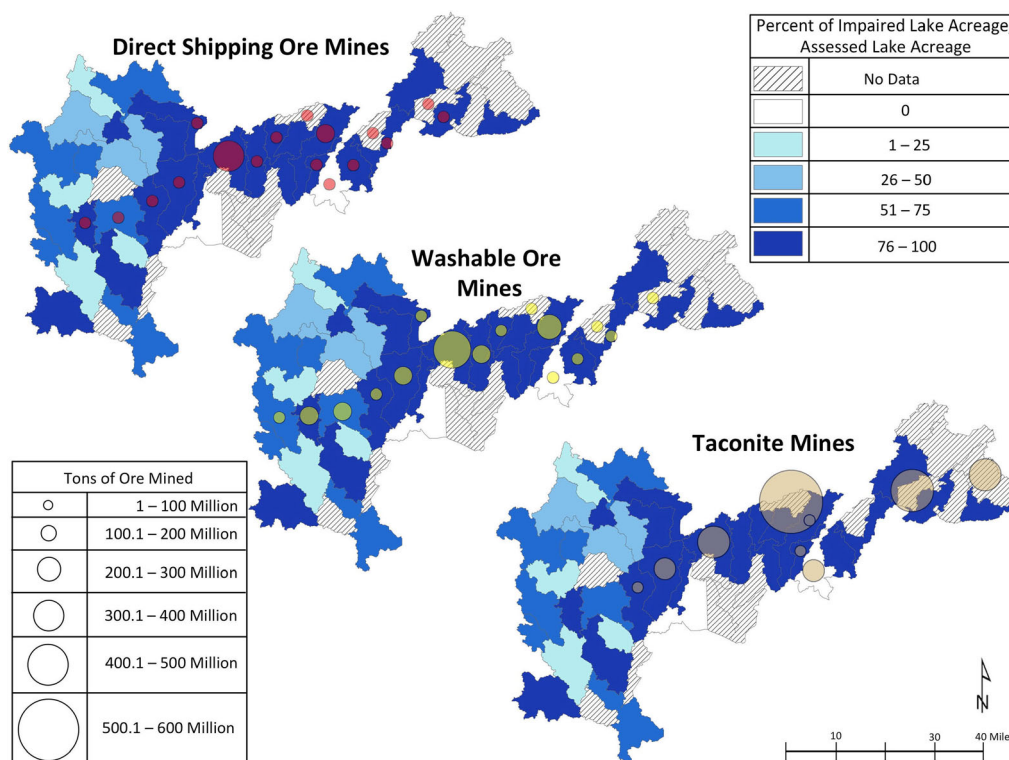 Direct Shipping Ore Mines
Percent of Impaired Lake Acreage/
Assessed Lake Acreage
No Data
0
1 – 25
26 – 50
51 – 75
76 – 100
Washable Ore
Mines
Taconite Mines
Tons of Ore Mined
1 – 100 Million
100.1 – 200 Million
200.1 – 300 Million
300.1 – 400 Million
400.1 – 500 Million
500.1 – 600 Million
N
10 30 40 Mile